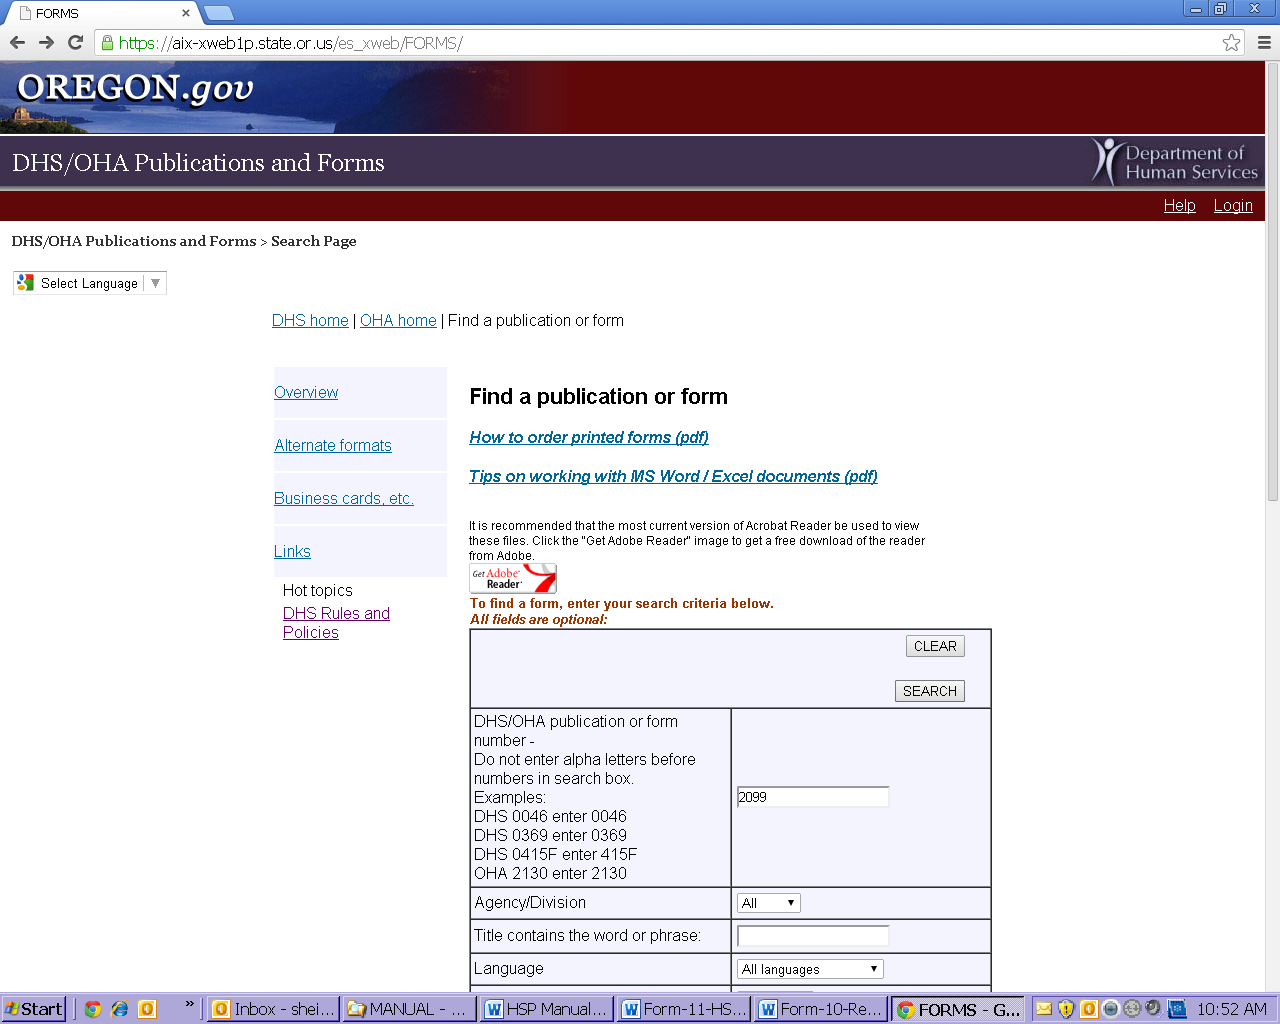 FORMS
https://aix-xweb1p.state.or.us/es_xweb/FORMS/
OREGON.gov
DHS/OHA Publications and Forms
Department of
Human Services
Help Login
DHS/OHA Publications and Forms > Search Page
Select Language
DHS home | OHA home | Find a publication or form
Overview
Alternate formats
Business cards, etc.
Links
Hot topics
DHS Rules and
Policies
Find a publication or form
How to order printed forms (pdf)
Tips on working with MS Word / Excel documents (pdf)
It is recommended that the most current version of Acrobat Reader be used to view
these files. Click the "Get Adobe Reader" image to get a free download of the reader
from Adobe.
Get Adobe
Reader
To find a form, enter your search criteria below.
All fields are optional:
CLEAR
SEARCH
DHS/OHA publication or form
number -
Do not enter alpha letters before
numbers in search box.
Examples:
DHS 0046 enter 0046
DHS 0369 enter 0369
DHS 0415F enter 415F
OHA 2130 enter 2130
2099
Agency/Division
All
Title contains the word or phrase:
Language
All languages
Start
Inbox - shei...
MANUAL - ...
HSP Manual...
Form-11-HS...
Form-10-Re...
FORMS - G...
10:52 AM